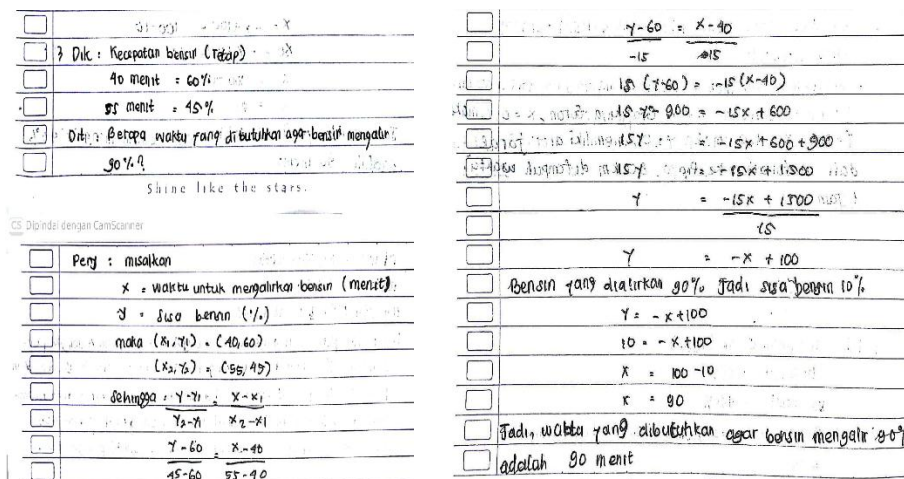 3 Dik : Kecepatan bensin (Tetap)
40 menit = 60%
55 menit = 45%
Dit : Berapa waktu yang dibutuhkan agar bensin mengalir
90%?
Shine like the stars.
CS Dipindai dengan CamScanner
Peny : misalkan
x = waktu untuk mengalirkan bensin (menit)
y = sisa bensin (%)
maka (x₁, y₁) = (40,60)
(x₂, y₂) = (55,45)
Sehingga = y-y₁ = x-x₁
y₂-y₁ x₂-x₁
y-60 = x-40
45-60 55-40
y-60 = x-40
-15 15
15 (y-60) = -15 (x-40)
15y - 900 = -15x + 600
15y = -15x + 600 + 900
15y = -15x + 1500
y = -15x + 1500
15
y = -x + 100
Bensin yang dialirkan 90% Jadi sisa bensin 10%
y = -x + 100
10 = -x + 100
x = 100 - 10
x = 90
Jadi, waktu yang dibutuhkan agar bensin mengalir 90%
adalah 90 menit